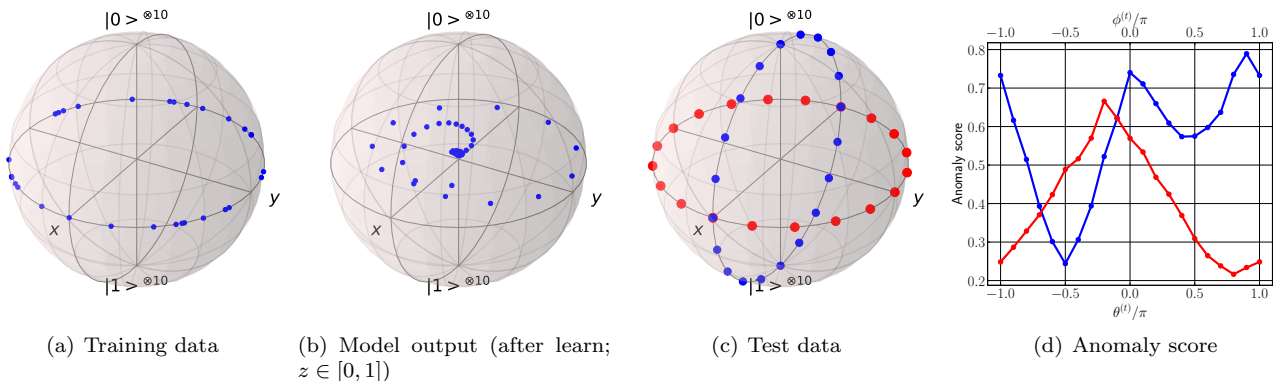 |0 >⊗10
|0 >⊗10
|0 >⊗10
ϕ(t)/π
−1.0 −0.5 0.0 0.5 1.0
0.8
0.7
0.6
0.5
0.4
0.3
0.2
Anomaly score
x
y
x
y
x
y
|1 >⊗10
|1 >⊗10
|1 >⊗10
−1.0 −0.5 0.0 0.5 1.0
θ(t)/π
(a) Training data
(b) Model output (after learn;
z ∈ [0, 1])
(c) Test data
(d) Anomaly score